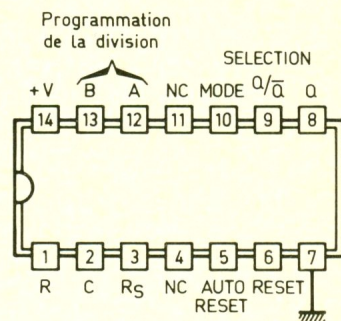 Programmation
de la division
SELECTION
+V B A NC MODE Q/Q̅ Q
14 13 12 11 10 9 8
1 2 3 4 5 6 7
R C RS NC AUTO RESET RESET